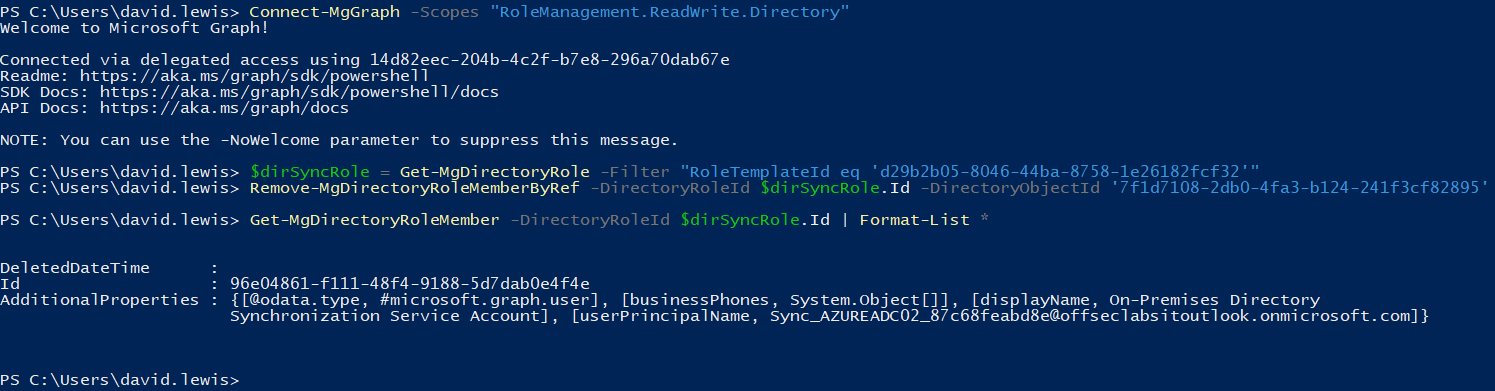 PS C:\Users\david.lewis> Connect-MgGraph -Scopes "RoleManagement.ReadWrite.Directory"
Welcome to Microsoft Graph!
Connected via delegated access using 14d82eec-204b-4c2f-b7e8-296a70dab67e
Readme: https://aka.ms/graph/sdk/powershell
SDK Docs: https://aka.ms/graph/sdk/powershell/docs
API Docs: https://aka.ms/graph/docs
NOTE: You can use the -NoWelcome parameter to suppress this message.
PS C:\Users\david.lewis> $dirSyncRole = Get-MgDirectoryRole -Filter "RoleTemplateId eq 'd29b2b05-8046-44ba-8758-1e26182fcf32'"
PS C:\Users\david.lewis> Remove-MgDirectoryRoleMemberByRef -DirectoryRoleId $dirSyncRole.Id -DirectoryObjectId '7f1d7108-2db0-4fa3-b124-241f3cf82895'
PS C:\Users\david.lewis> Get-MgDirectoryRoleMember -DirectoryRoleId $dirSyncRole.Id | Format-List *
DeletedDateTime      :
Id                   : 96e04861-f111-48f4-9188-5d7dab0e4f4e
AdditionalProperties : {[@odata.type, #microsoft.graph.user], [businessPhones, System.Object[]], [displayName, On-Premises Directory
Synchronization Service Account], [userPrincipalName, Sync_AZUREADC02_87c68feabd8e@offseclabsitoutlook.onmicrosoft.com]}
PS C:\Users\david.lewis>